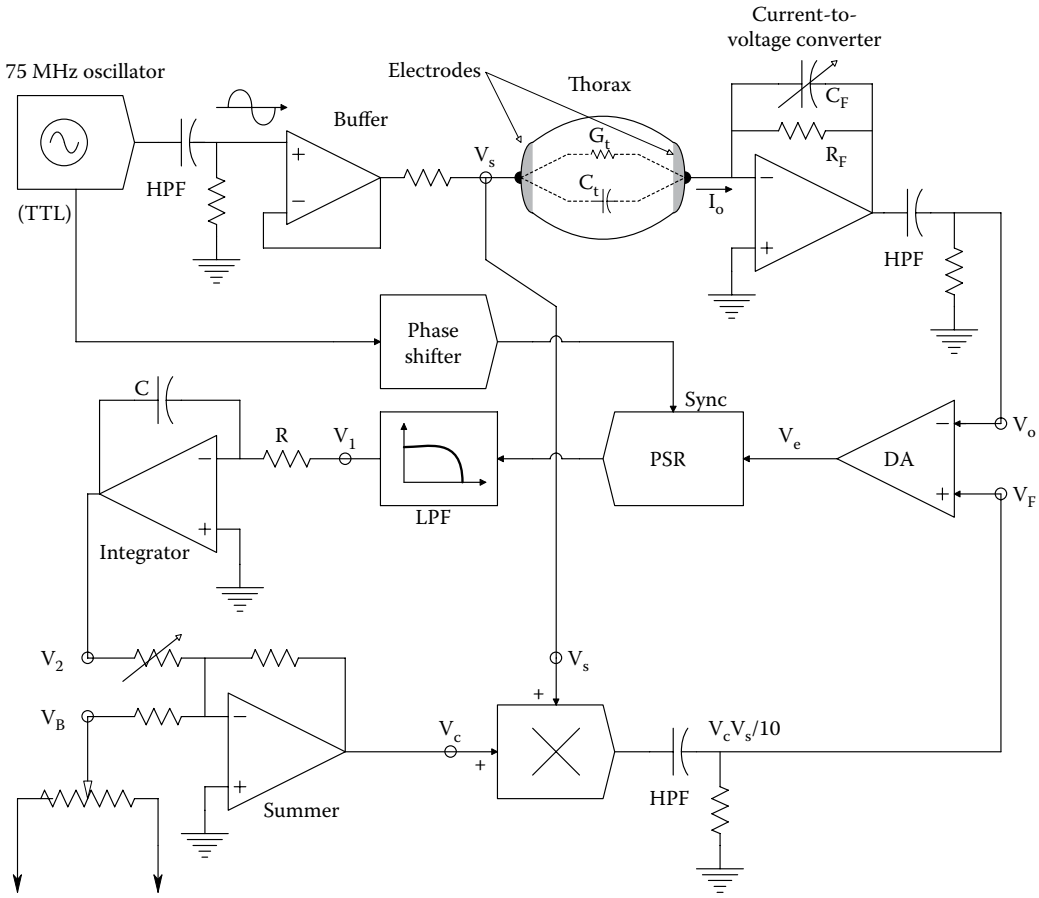 Current-to-
voltage converter
75 MHz oscillator
Electrodes
Thorax
C_F
Buffer
G_t
R_F
+
V_s
−
HPF
C_t
−
I_o
(TTL)
+
HPF
Phase
shifter
C
Sync
R
V_1
V_e
−
V_o
−
PSR
DA
+
V_F
LPF
+
Integrator
V_2
V_s
+
V_B
−
V_c
V_cV_s/10
+
+
HPF
Summer